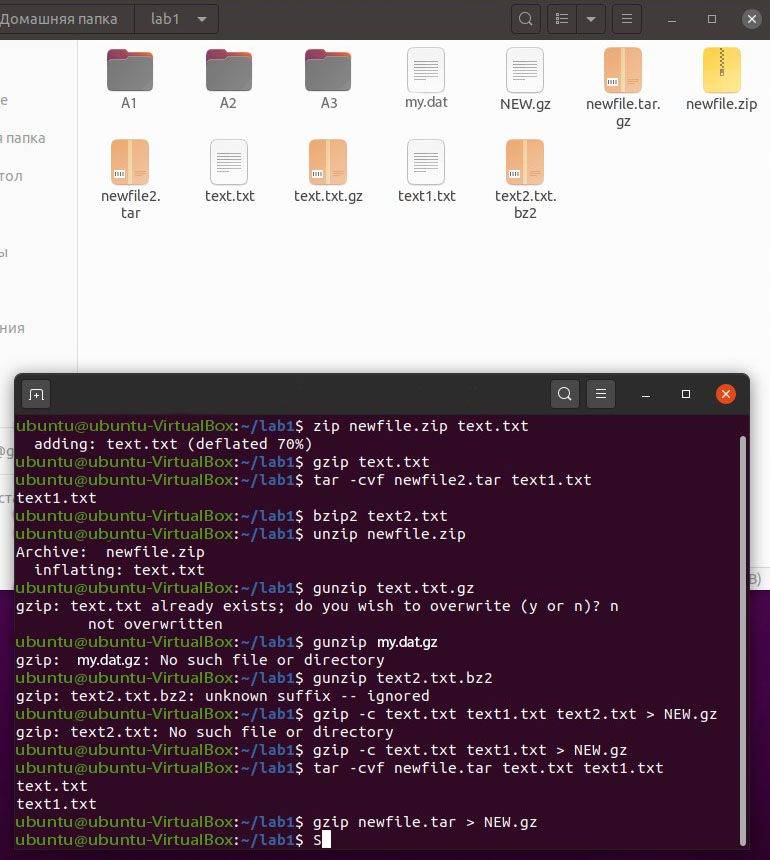 Домашняя папка lab1
A1 A2 A3 my.dat NEW.gz newfile.tar.gz newfile.zip
newfile2.tar text.txt text.txt.gz text1.txt text2.txt.bz2
е
я папка
тол
ы
ния
@g
ст
В)
ubuntu@ubuntu-VirtualBox:~/lab1$ zip newfile.zip text.txt
  adding: text.txt (deflated 70%)
ubuntu@ubuntu-VirtualBox:~/lab1$ gzip text.txt
ubuntu@ubuntu-VirtualBox:~/lab1$ tar -cvf newfile2.tar text1.txt
text1.txt
ubuntu@ubuntu-VirtualBox:~/lab1$ bzip2 text2.txt
ubuntu@ubuntu-VirtualBox:~/lab1$ unzip newfile.zip
Archive:  newfile.zip
  inflating: text.txt
ubuntu@ubuntu-VirtualBox:~/lab1$ gunzip text.txt.gz
gzip: text.txt already exists; do you wish to overwrite (y or n)? n
        not overwritten
ubuntu@ubuntu-VirtualBox:~/lab1$ gunzip my.dat.gz
gzip: my.dat.gz: No such file or directory
ubuntu@ubuntu-VirtualBox:~/lab1$ gunzip text2.txt.bz2
gzip: text2.txt.bz2: unknown suffix -- ignored
ubuntu@ubuntu-VirtualBox:~/lab1$ gzip -c text.txt text1.txt text2.txt > NEW.gz
gzip: text2.txt: No such file or directory
ubuntu@ubuntu-VirtualBox:~/lab1$ gzip -c text.txt text1.txt > NEW.gz
ubuntu@ubuntu-VirtualBox:~/lab1$ tar -cvf newfile.tar text.txt text1.txt
text.txt
text1.txt
ubuntu@ubuntu-VirtualBox:~/lab1$ gzip newfile.tar > NEW.gz
ubuntu@ubuntu-VirtualBox:~/lab1$ S